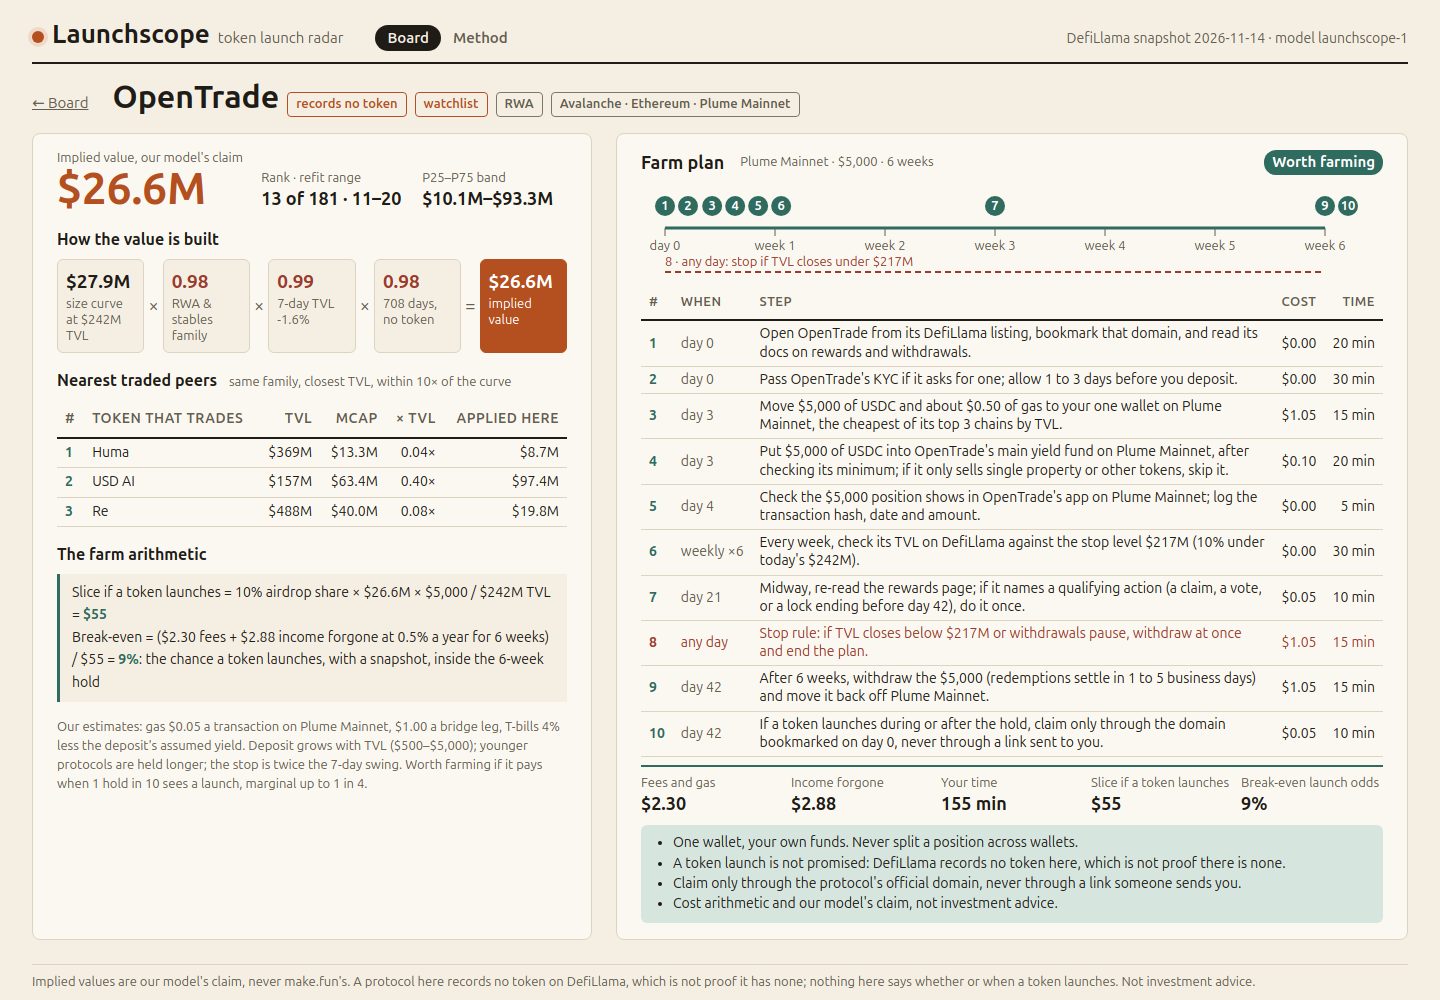 Launchscope token launch radar Board Method DefiLlama snapshot 2026-11-14 · model launchscope-1
← Board OpenTrade records no token watchlist RWA Avalanche · Ethereum · Plume Mainnet
Implied value, our model's claim
$26.6M
Rank · refit range
13 of 181 · 11–20
P25–P75 band
$10.1M–$93.3M
How the value is built
$27.9M
size curve
at $242M
TVL
×
0.98
RWA &
stables
family
×
0.99
7-day TVL
-1.6%
×
0.98
708 days,
no token
=
$26.6M
implied
value
Nearest traded peers same family, closest TVL, within 10× of the curve
# TOKEN THAT TRADES TVL MCAP × TVL APPLIED HERE
1 Huma $369M $13.3M 0.04× $8.7M
2 USD AI $157M $63.4M 0.40× $97.4M
3 Re $488M $40.0M 0.08× $19.8M
The farm arithmetic
Slice if a token launches = 10% airdrop share × $26.6M × $5,000 / $242M TVL
= $55
Break-even = ($2.30 fees + $2.88 income forgone at 0.5% a year for 6 weeks)
/ $55 = 9%: the chance a token launches, with a snapshot, inside the 6-week
hold
Our estimates: gas $0.05 a transaction on Plume Mainnet, $1.00 a bridge leg, T-bills 4%
less the deposit's assumed yield. Deposit grows with TVL ($500–$5,000); younger
protocols are held longer; the stop is twice the 7-day swing. Worth farming if it pays
when 1 hold in 10 sees a launch, marginal up to 1 in 4.
Farm plan Plume Mainnet · $5,000 · 6 weeks Worth farming
1 2 3 4 5 6 7 9 10
day 0 week 1 week 2 week 3 week 4 week 5 week 6
8 · any day: stop if TVL closes under $217M
# WHEN STEP COST TIME
1 day 0 Open OpenTrade from its DefiLlama listing, bookmark that domain, and read its
docs on rewards and withdrawals. $0.00 20 min
2 day 0 Pass OpenTrade's KYC if it asks for one; allow 1 to 3 days before you deposit. $0.00 30 min
3 day 3 Move $5,000 of USDC and about $0.50 of gas to your one wallet on Plume
Mainnet, the cheapest of its top 3 chains by TVL. $1.05 15 min
4 day 3 Put $5,000 of USDC into OpenTrade's main yield fund on Plume Mainnet, after
checking its minimum; if it only sells single property or other tokens, skip it. $0.10 20 min
5 day 4 Check the $5,000 position shows in OpenTrade's app on Plume Mainnet; log the
transaction hash, date and amount. $0.00 5 min
6 weekly ×6 Every week, check its TVL on DefiLlama against the stop level $217M (10% under
today's $242M). $0.00 30 min
7 day 21 Midway, re-read the rewards page; if it names a qualifying action (a claim, a vote,
or a lock ending before day 42), do it once. $0.05 10 min
8 any day Stop rule: if TVL closes below $217M or withdrawals pause, withdraw at once
and end the plan. $1.05 15 min
9 day 42 After 6 weeks, withdraw the $5,000 (redemptions settle in 1 to 5 business days)
and move it back off Plume Mainnet. $1.05 15 min
10 day 42 If a token launches during or after the hold, claim only through the domain
bookmarked on day 0, never through a link sent to you. $0.05 10 min
Fees and gas Income forgone Your time Slice if a token launches Break-even launch odds
$2.30 $2.88 155 min $55 9%
• One wallet, your own funds. Never split a position across wallets.
• A token launch is not promised: DefiLlama records no token here, which is not proof there is none.
• Claim only through the protocol's official domain, never through a link someone sends you.
• Cost arithmetic and our model's claim, not investment advice.
Implied values are our model's claim, never make.fun's. A protocol here records no token on DefiLlama, which is not proof it has none; nothing here says whether or when a token launches. Not investment advice.